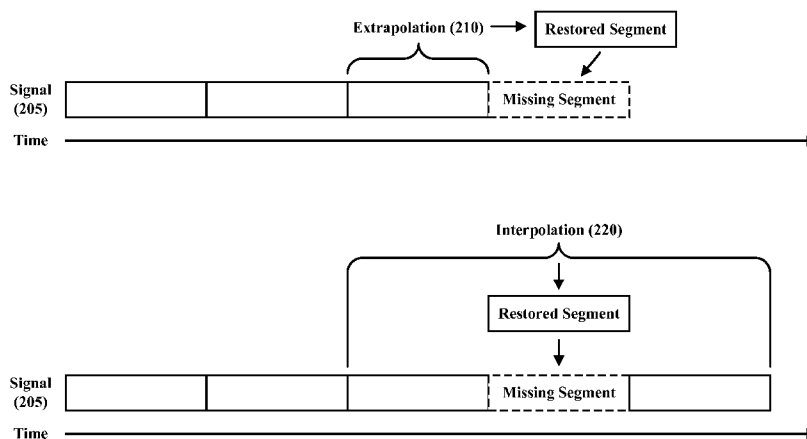 Extrapolation (210)
Restored Segment
Signal
(205)
Missing Segment
Time
Interpolation (220)
Restored Segment
Signal
(205)
Missing Segment
Time